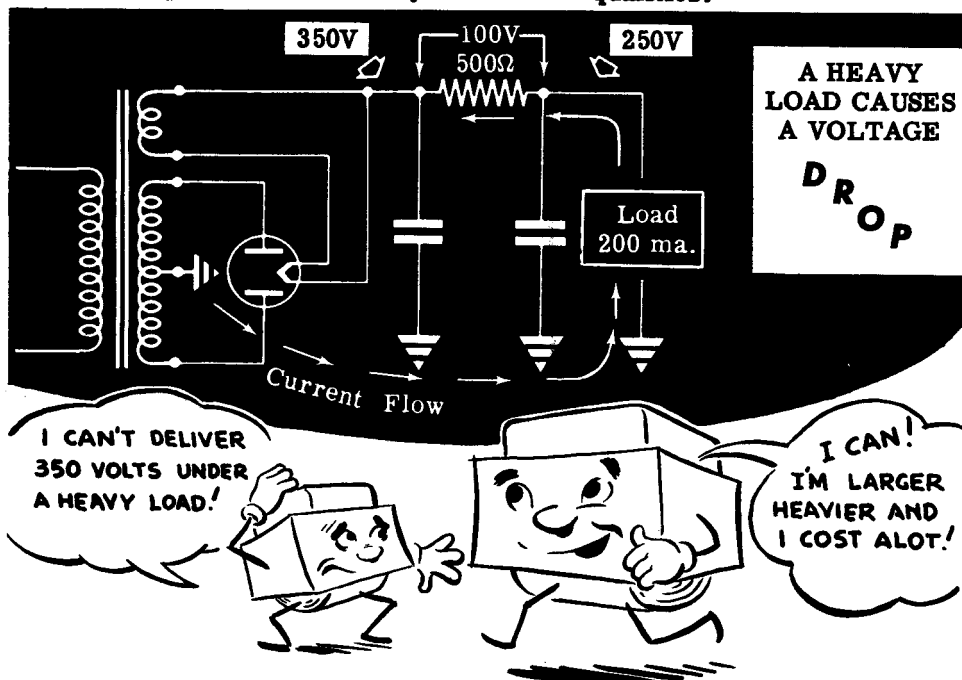 350V
100V
250V
500Ω
A HEAVY
LOAD CAUSES
A VOLTAGE
DROP
Load
200 ma.
Current Flow
I CAN'T DELIVER
350 VOLTS UNDER
A HEAVY LOAD!
I CAN!
I'M LARGER
HEAVIER AND
I COST ALOT!